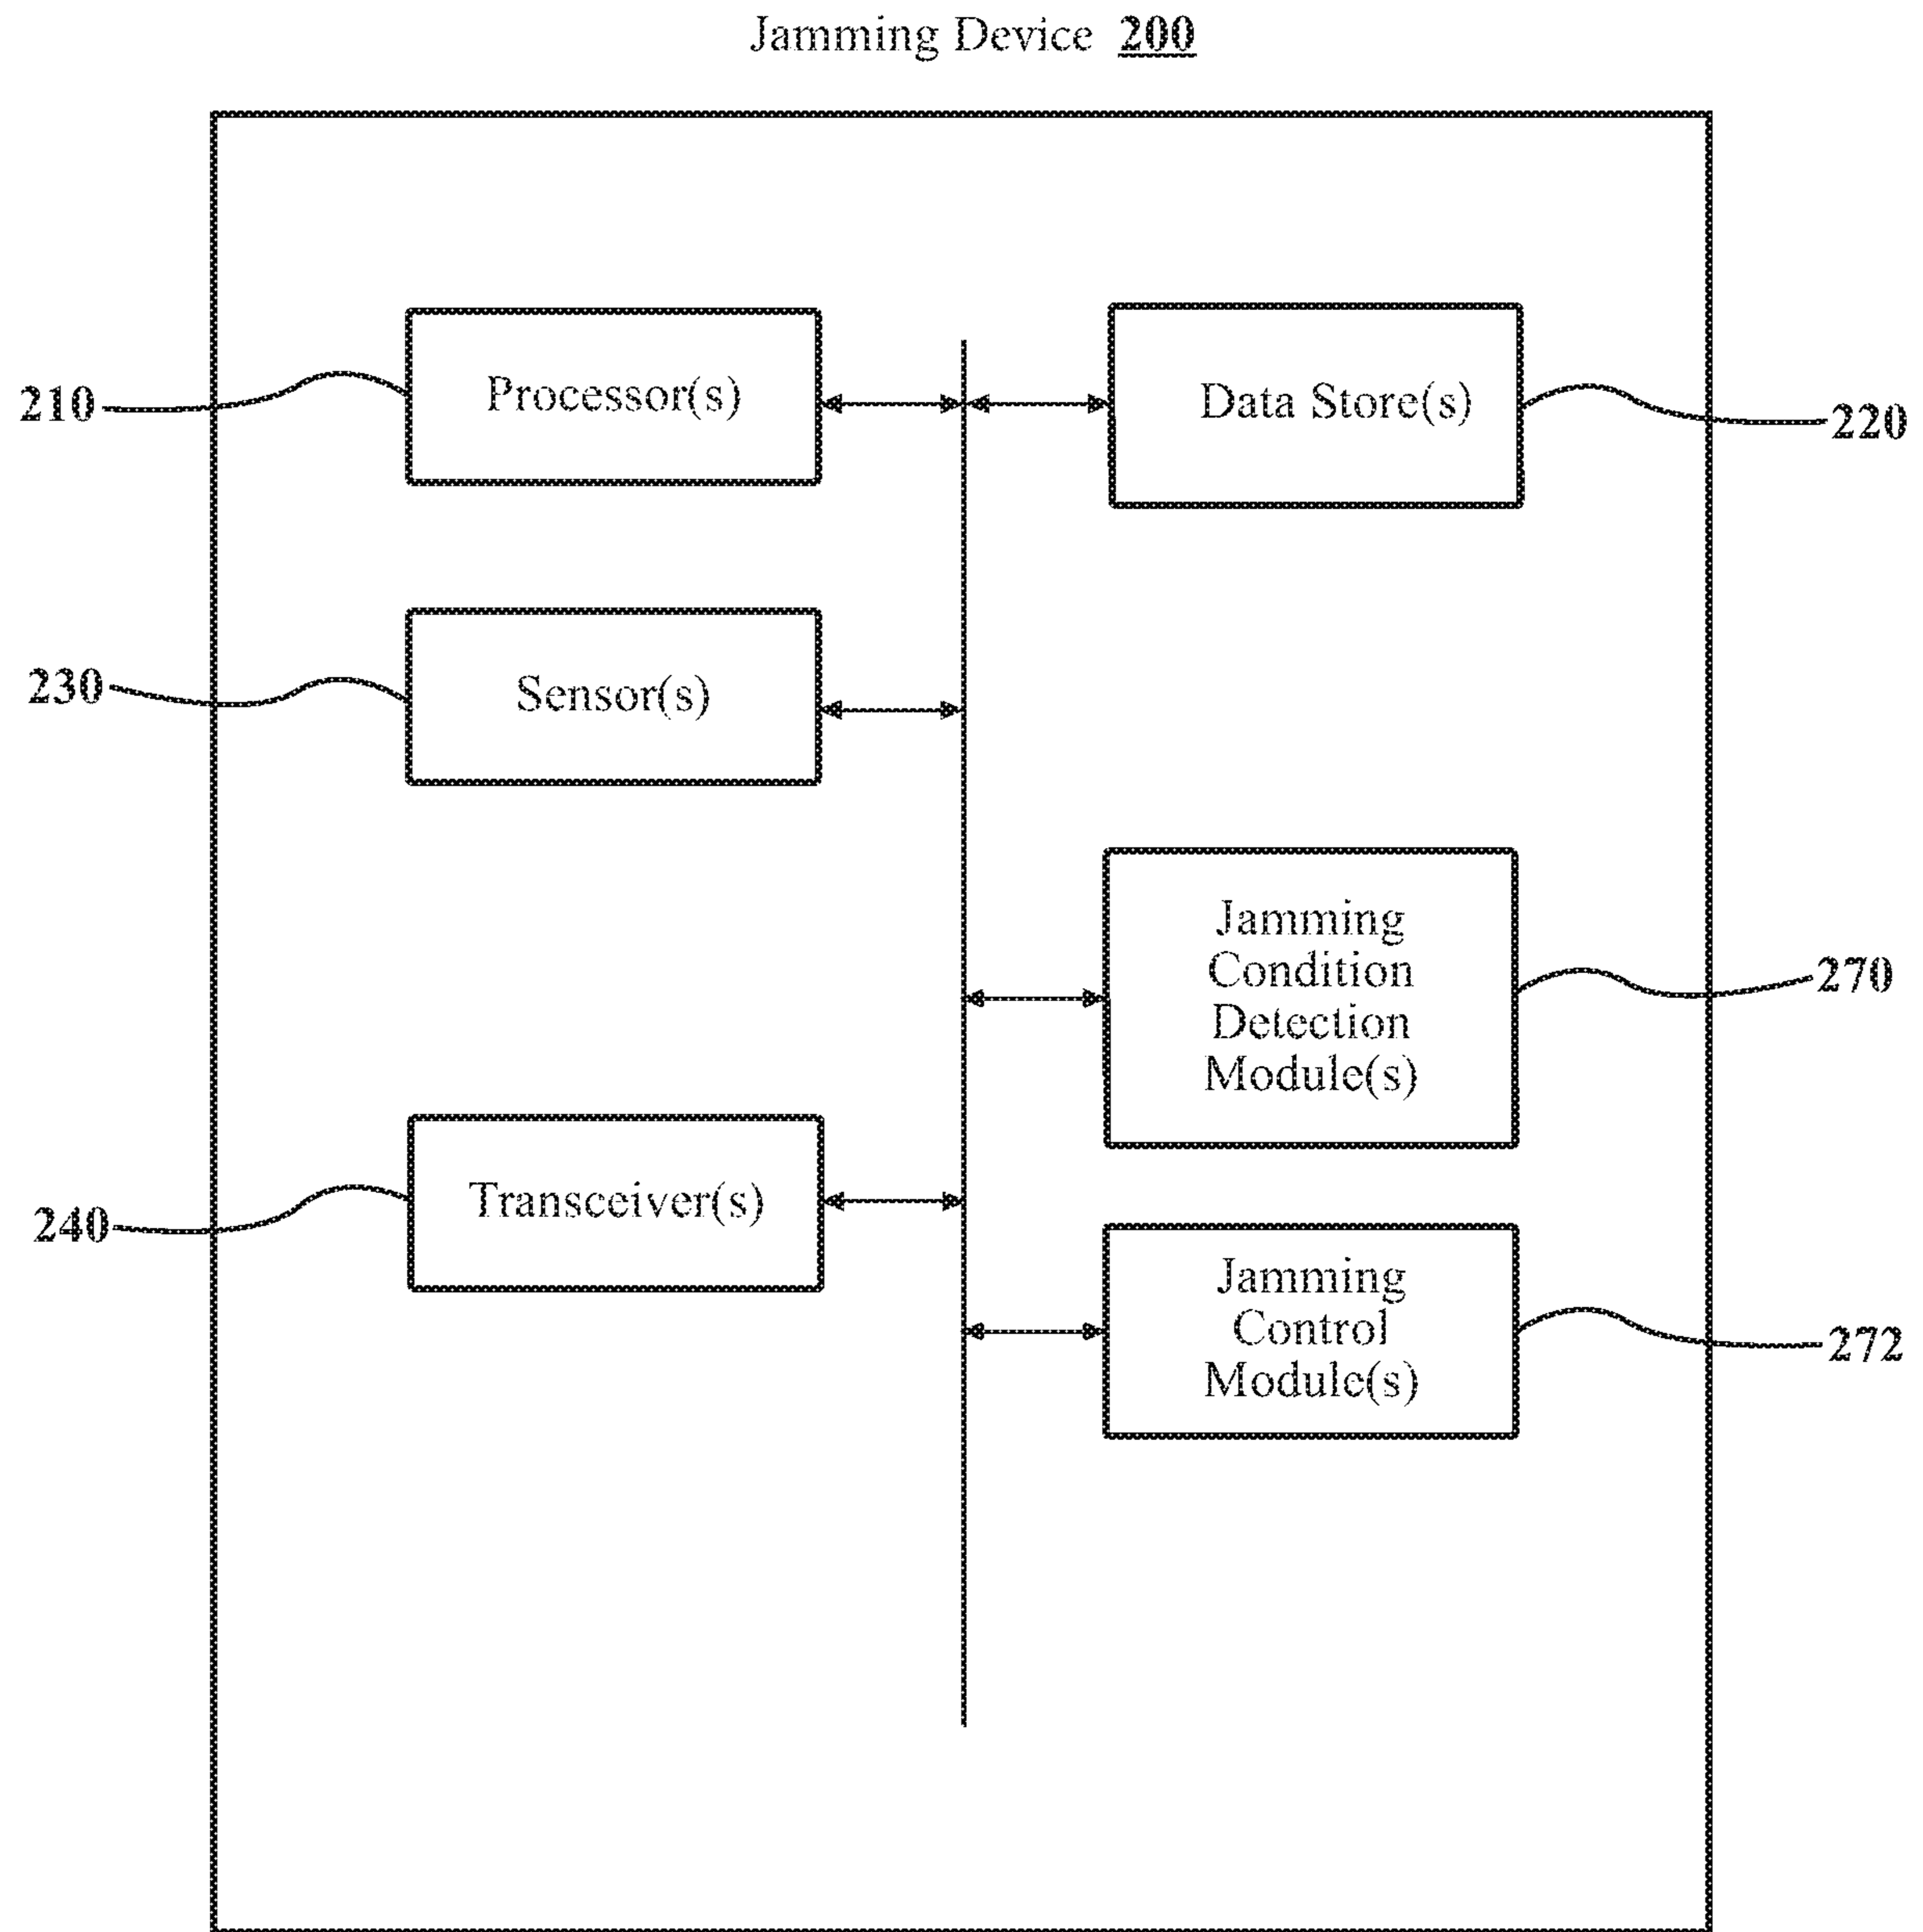 Jamming Device 200
210
Processor(s)
Data Store(s)
220
230
Sensor(s)
Jamming
Condition
Detection
Module(s)
270
240
Transceiver(s)
Jamming
Control
Module(s)
272